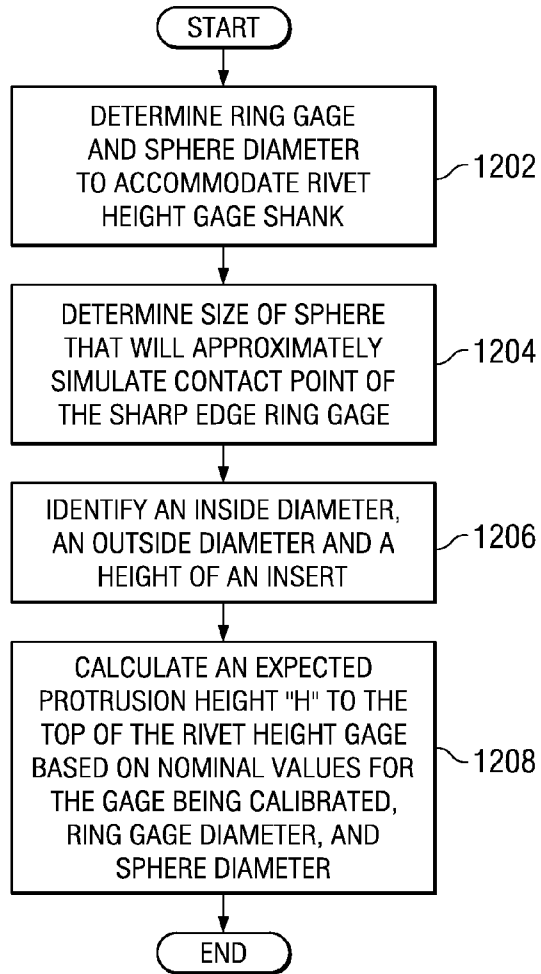 START
DETERMINE RING GAGE
AND SPHERE DIAMETER
TO ACCOMMODATE RIVET
HEIGHT GAGE SHANK
1202
DETERMINE SIZE OF SPHERE
THAT WILL APPROXIMATELY
SIMULATE CONTACT POINT OF
THE SHARP EDGE RING GAGE
1204
IDENTIFY AN INSIDE DIAMETER,
AN OUTSIDE DIAMETER AND A
HEIGHT OF AN INSERT
1206
CALCULATE AN EXPECTED
PROTRUSION HEIGHT "H" TO THE
TOP OF THE RIVET HEIGHT GAGE
BASED ON NOMINAL VALUES FOR
THE GAGE BEING CALIBRATED,
RING GAGE DIAMETER, AND
SPHERE DIAMETER
1208
END